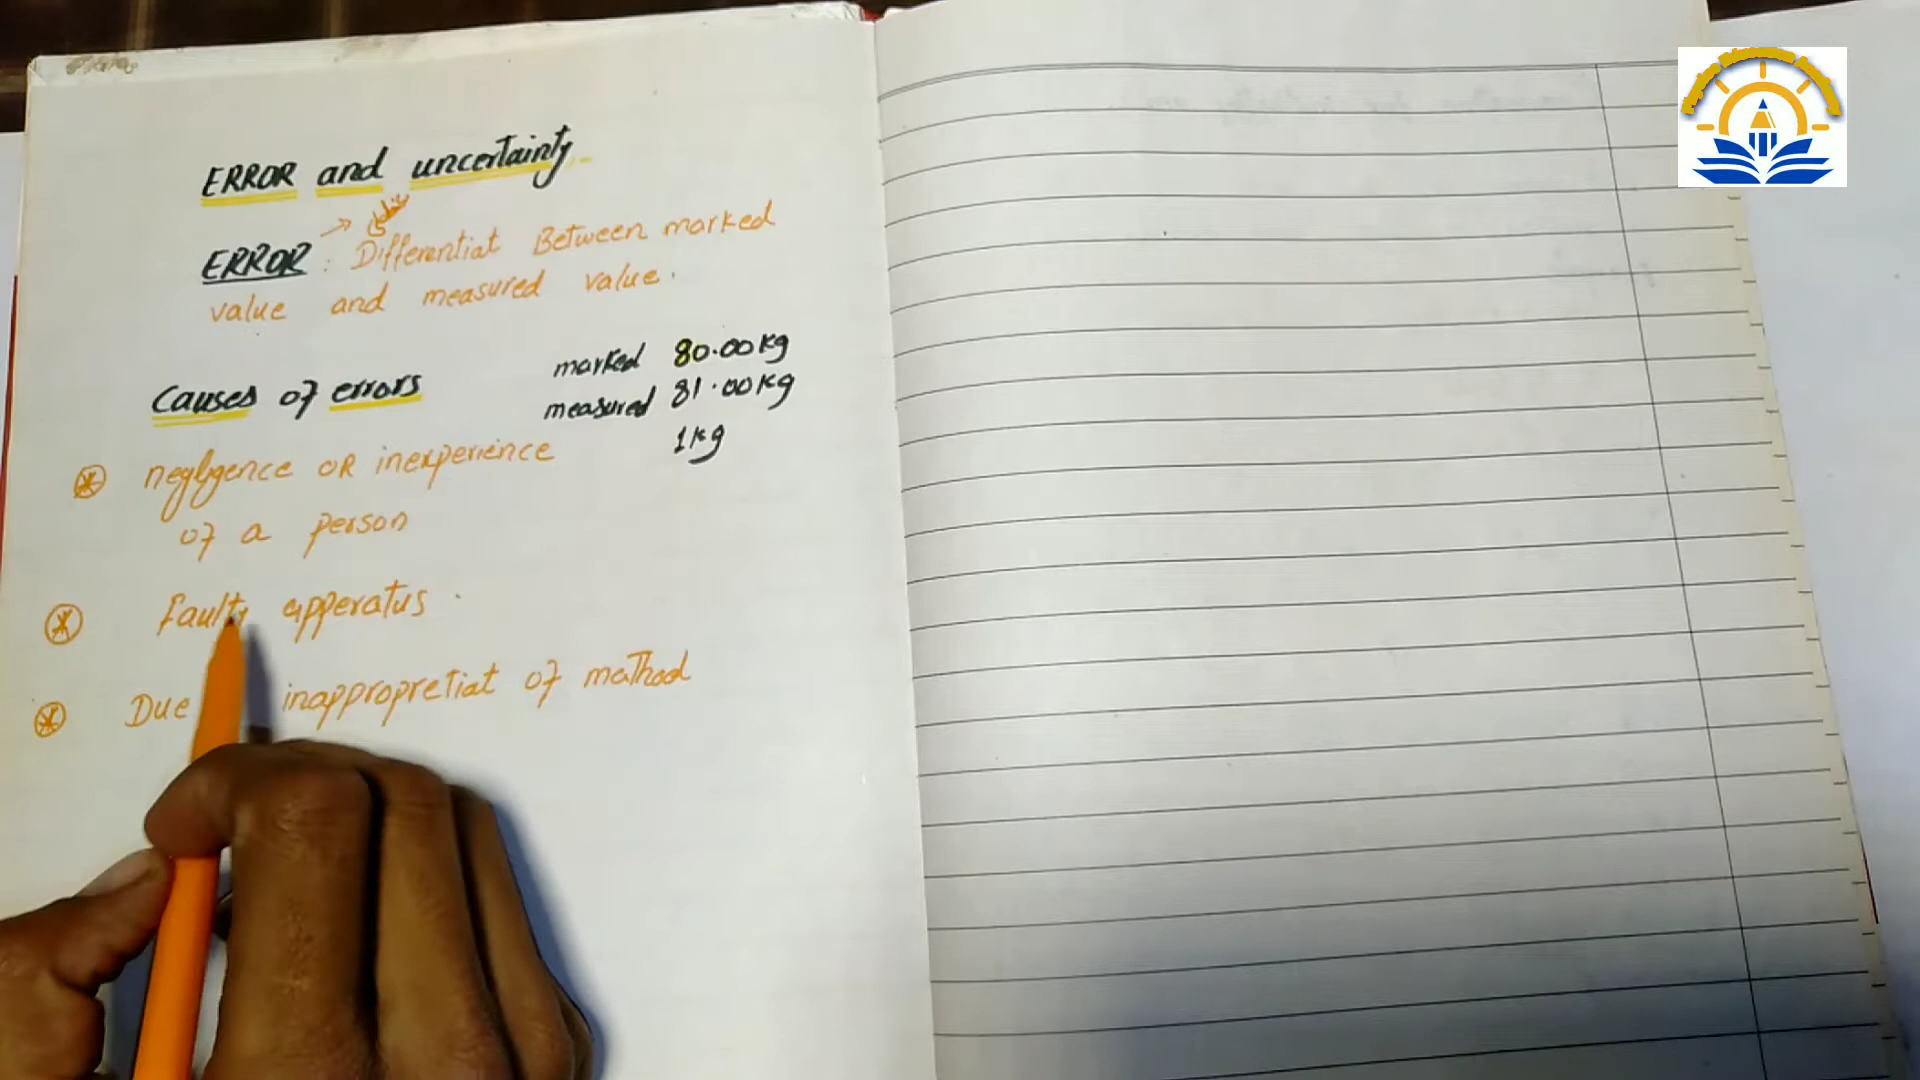 ERROR and uncertainty
ERROR : Differentiat Between marked
value and measured value.
marked 80.00kg
measured 81.00kg
1kg
Causes of errors
negligence OR inexperience
of a person
faulty apperatus
Due inappropretiat of mathod